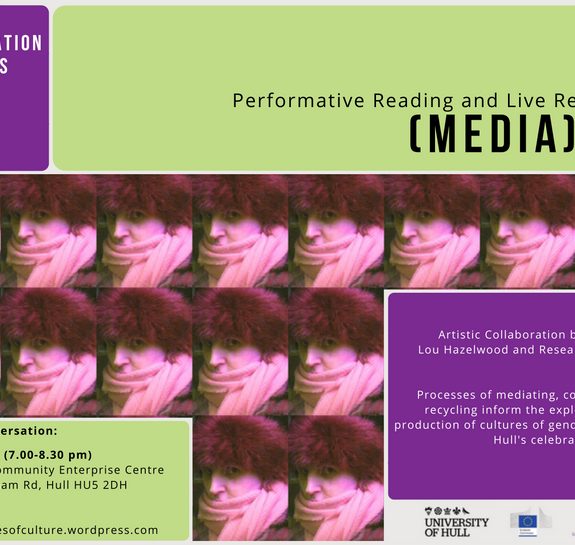 ATION
S
Performative Reading and Live Re
(MEDIA)
Artistic Collaboration b
Lou Hazelwood and Resea
Processes of mediating, co
recycling inform the expl
production of cultures of gend
Hull's celebra
ersation:
(7.00-8.30 pm)
ommunity Enterprise Centre
am Rd, Hull HU5 2DH
esofculture.wordpress.com
UNIVERSITY
OF HULL